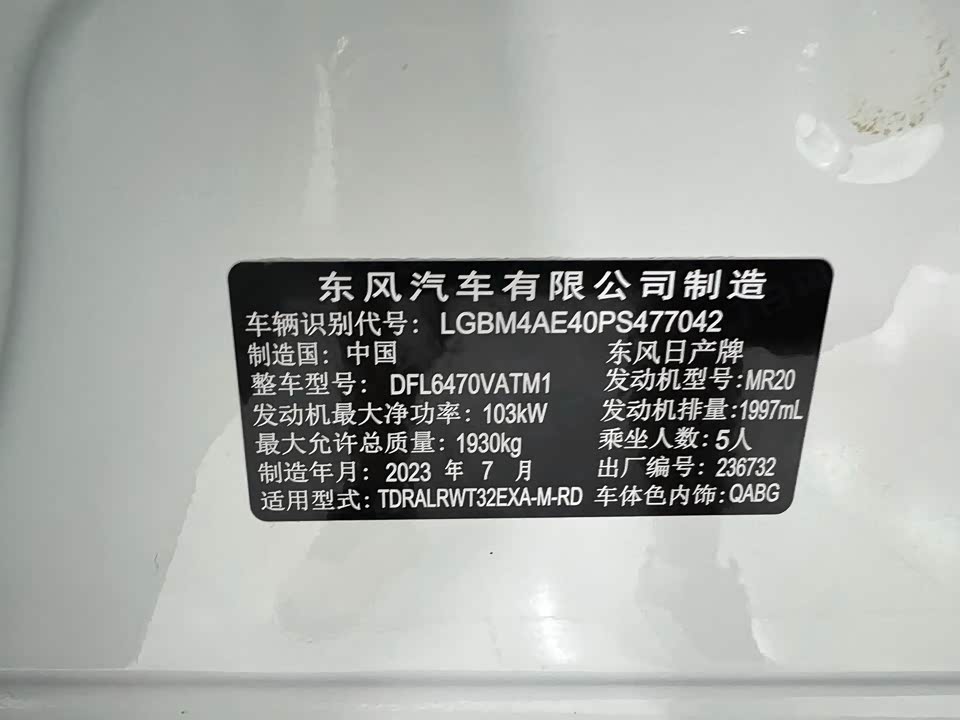 东风汽车有限公司制造
车辆识别代号：LGBM4AE40PS477042
制造国：中国 东风日产牌
整车型号：DFL6470VATM1 发动机型号：MR20
发动机最大净功率：103kW 发动机排量：1997mL
最大允许总质量：1930kg 乘坐人数：5人
制造年月：2023 年 7 月 出厂编号：236732
适用型式：TDRALRWT32EXA-M-RD 车体色内饰：QABG